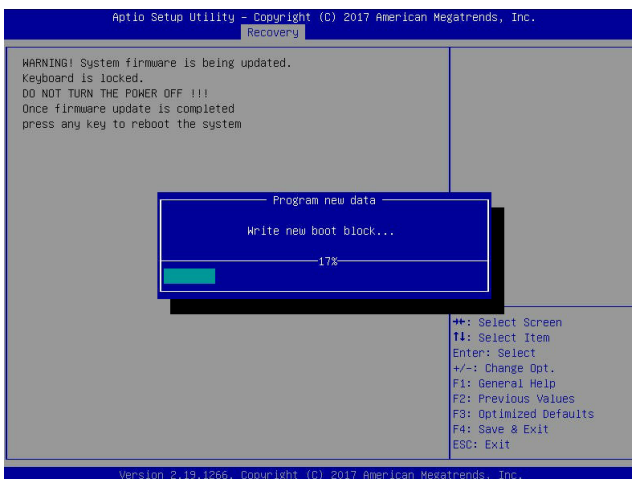 Aptio Setup Utility – Copyright (C) 2017 American Megatrends, Inc.
Recovery
WARNING! System firmware is being updated.
Keyboard is locked.
DO NOT TURN THE POWER OFF !!!
Once firmware update is completed
press any key to reboot the system
Program new data
Write new boot block...
17%
→←: Select Screen
↑↓: Select Item
Enter: Select
+/-: Change Opt.
F1: General Help
F2: Previous Values
F3: Optimized Defaults
F4: Save & Exit
ESC: Exit
Version 2.19.1266. Copyright (C) 2017 American Megatrends, Inc.